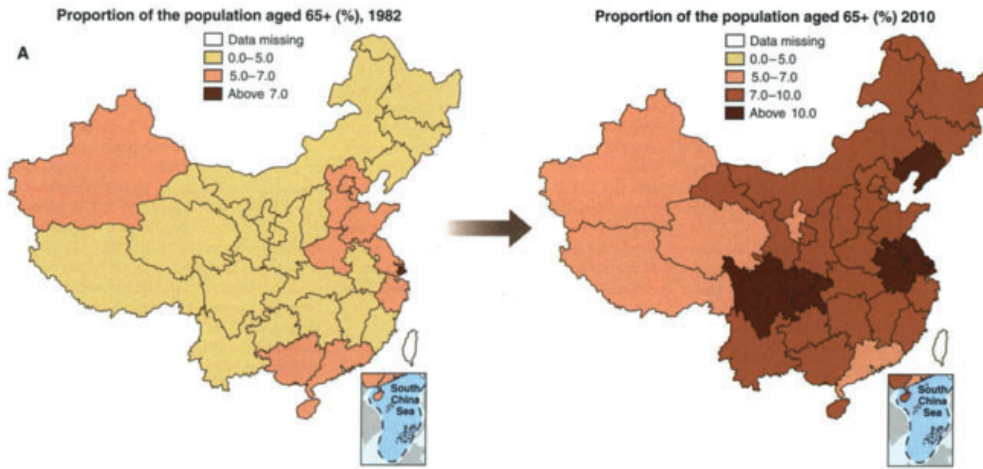 Proportion of the population aged 65+ (%), 1982
A
Data missing
0.0–5.0
5.0–7.0
Above 7.0
South
China
Sea
Proportion of the population aged 65+ (%) 2010
Data missing
0.0–5.0
5.0–7.0
7.0–10.0
Above 10.0
South
China
Sea